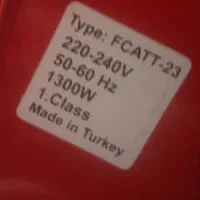 Type: FCATT-23
220-240V
50-60 Hz
1300W
1.Class
Made in Turkey